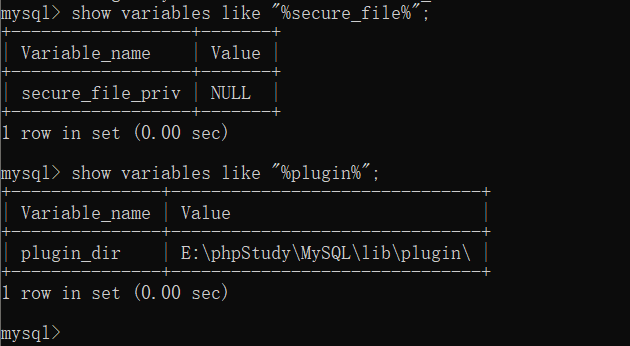 mysql> show variables like "%secure_file%";
+------------------+-------+
| Variable_name    | Value |
+------------------+-------+
| secure_file_priv | NULL  |
+------------------+-------+
1 row in set (0.00 sec)
mysql> show variables like "%plugin%";
+---------------+-------------------------------+
| Variable_name | Value                         |
+---------------+-------------------------------+
| plugin_dir    | E:\phpStudy\MySQL\lib\plugin\ |
+---------------+-------------------------------+
1 row in set (0.00 sec)
mysql>